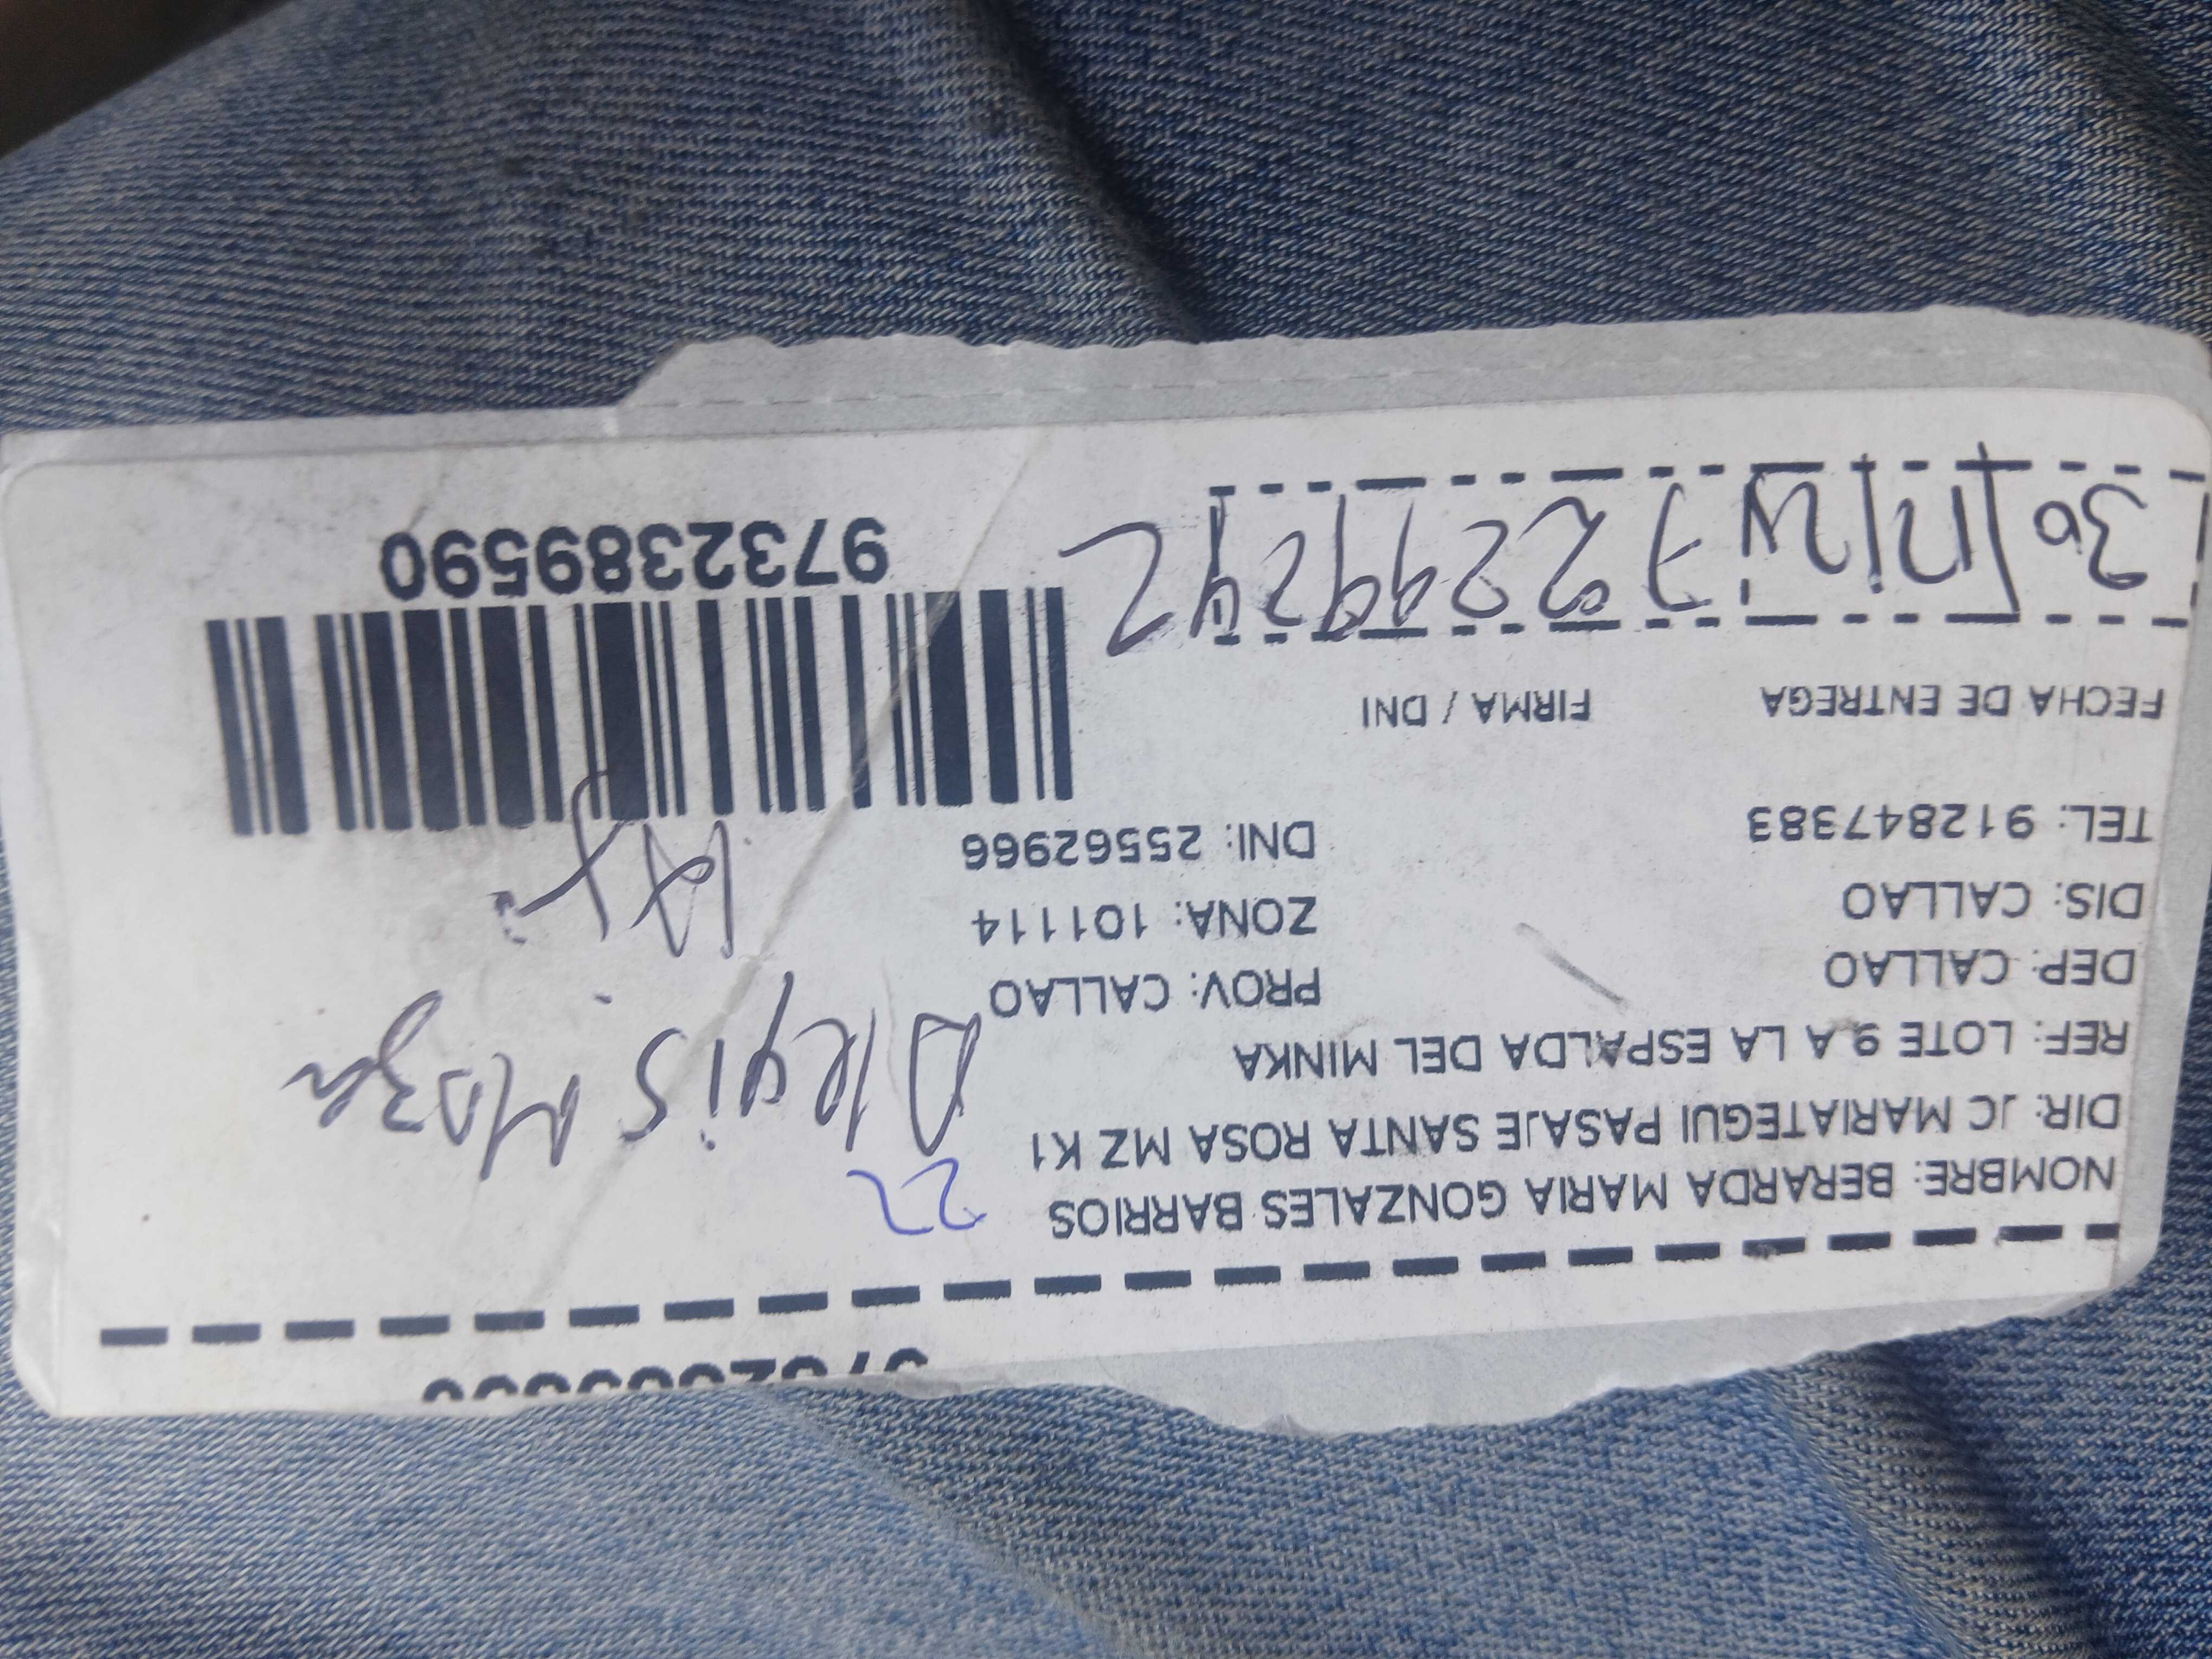 NOMBRE: BERARDA MARIA GONZALES BARRIOS 22
DIR: JC MARIATEGUI PASAJE SANTA ROSA MZ K1
REF: LOTE 9 A LA ESPALDA DEL MINKA
DEP: CALLAO PROV: CALLAO
DIS: CALLAO ZONA: 101114
TEL: 912847383 DNI: 25562966
FECHA DE ENTREGA FIRMA / DNI
97323895590